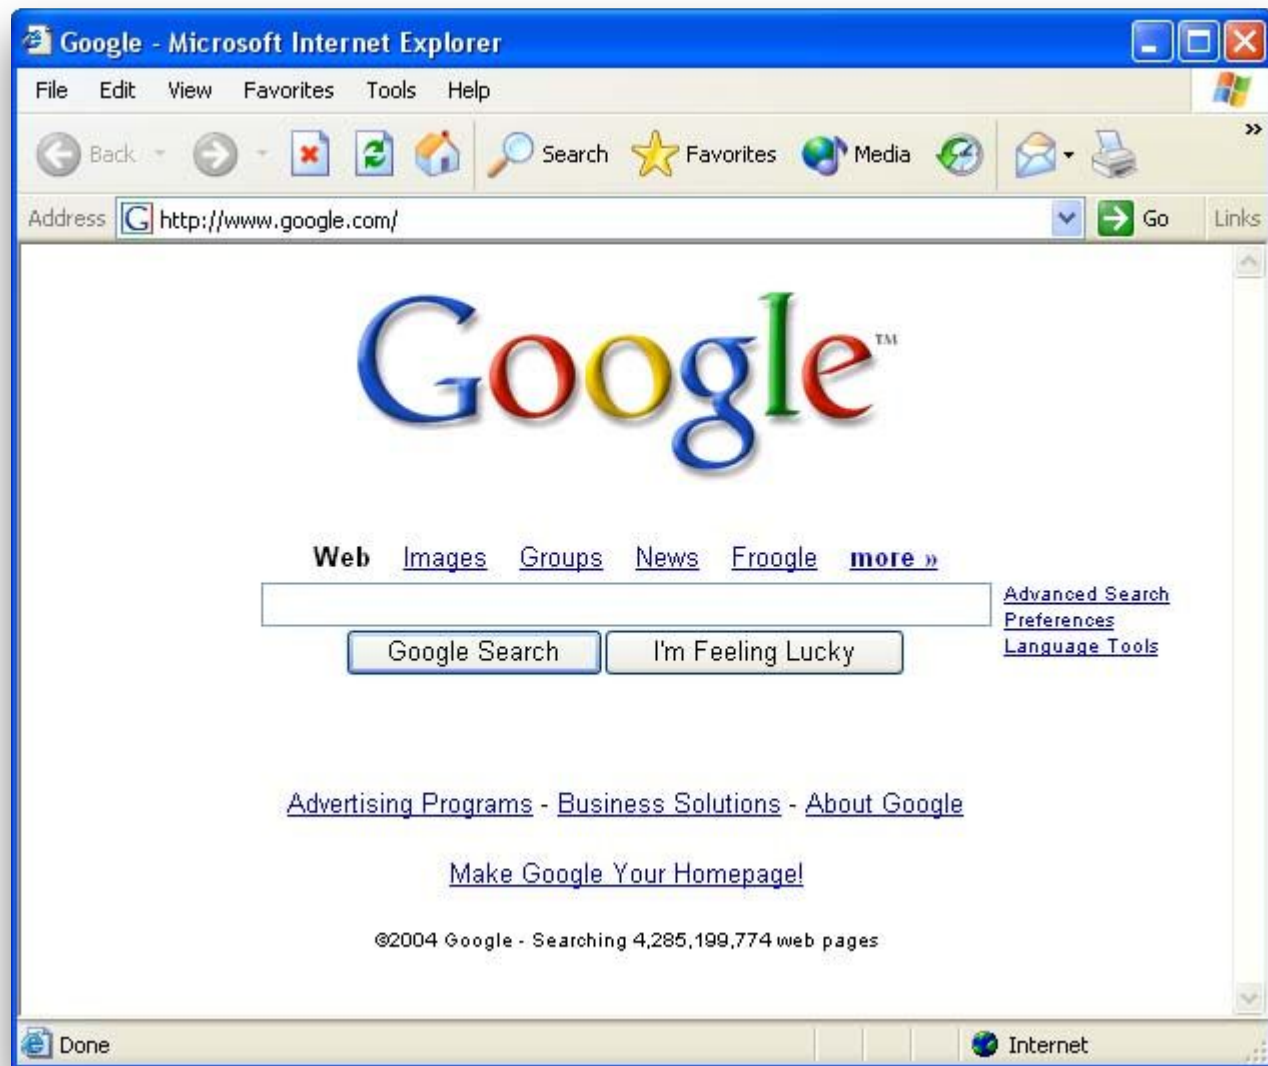 Google - Microsoft Internet Explorer
File Edit View Favorites Tools Help
Back Search Favorites Media »
Address http://www.google.com/ Go Links
Google™
Web Images Groups News Froogle more »
Advanced Search
Preferences
Language Tools
Google Search I'm Feeling Lucky
Advertising Programs - Business Solutions - About Google
Make Google Your Homepage!
©2004 Google - Searching 4,285,199,774 web pages
Done Internet